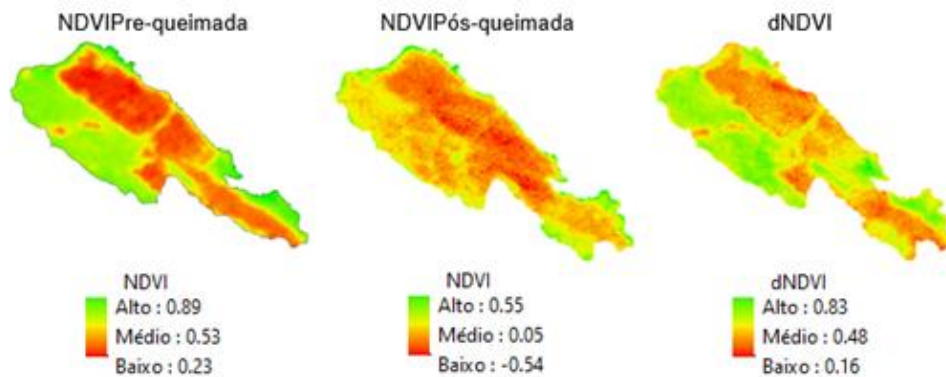 NDVIPre-queimada
NDVIPós-queimada
dNDVI
NDVI
Alto : 0.89
Médio : 0.53
Baixo : 0.23
NDVI
Alto : 0.55
Médio : 0.05
Baixo : -0.54
dNDVI
Alto : 0.83
Médio : 0.48
Baixo : 0.16